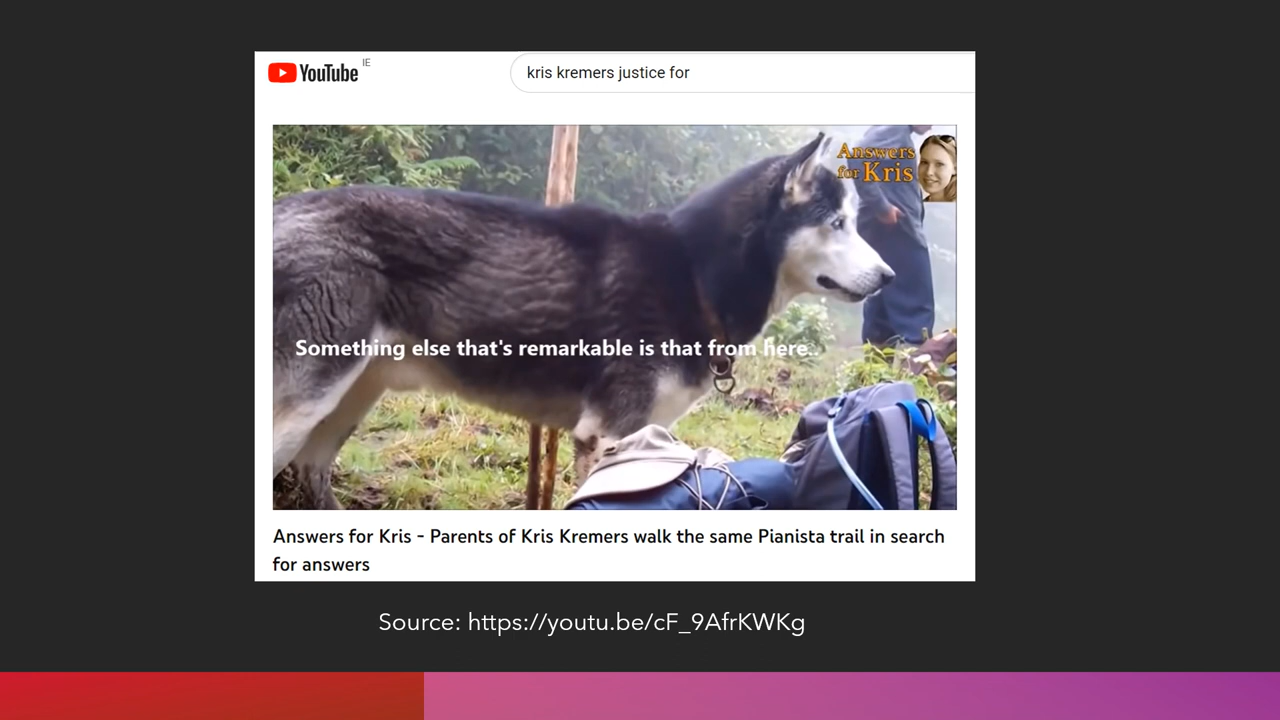 YouTube IE
kris kremers justice for
Answers
for Kris
Something else that's remarkable is that from here..
Answers for Kris - Parents of Kris Kremers walk the same Pianista trail in search
for answers
Source: https://youtu.be/cF_9AfrKWKg